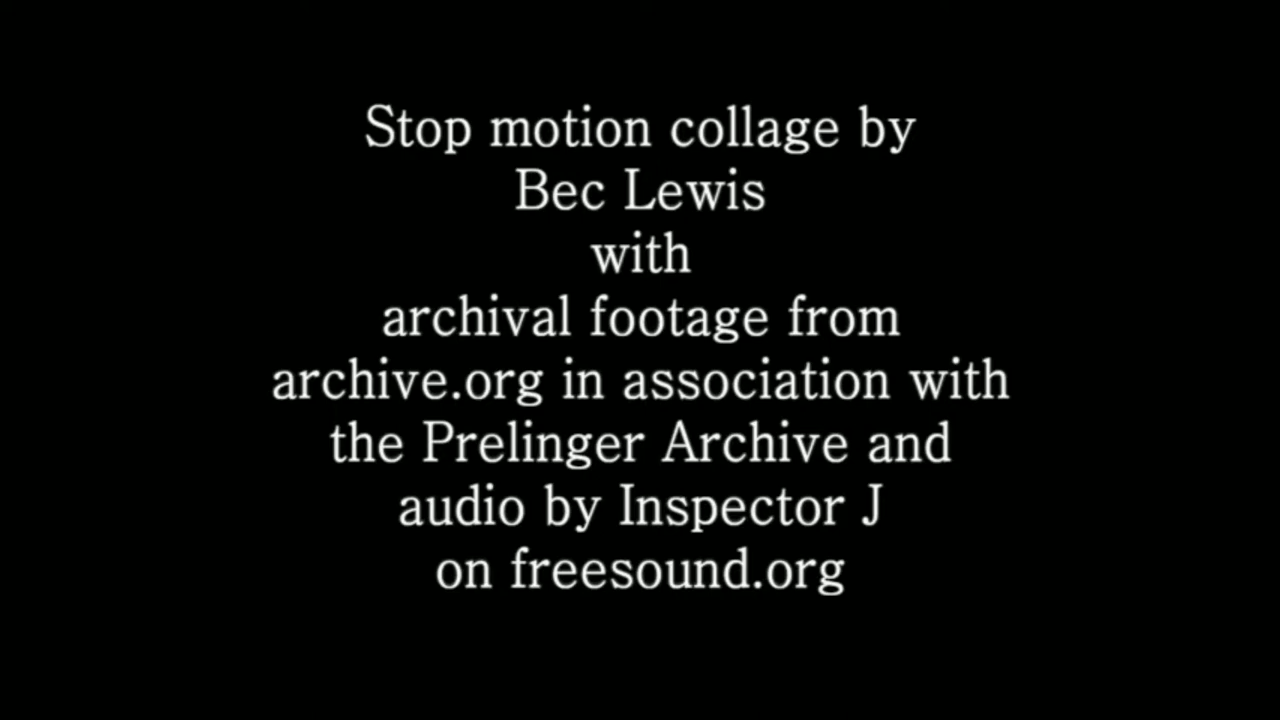 Stop motion collage by
Bec Lewis
with
archival footage from
archive.org in association with
the Prelinger Archive and
audio by Inspector J
on freesound.org